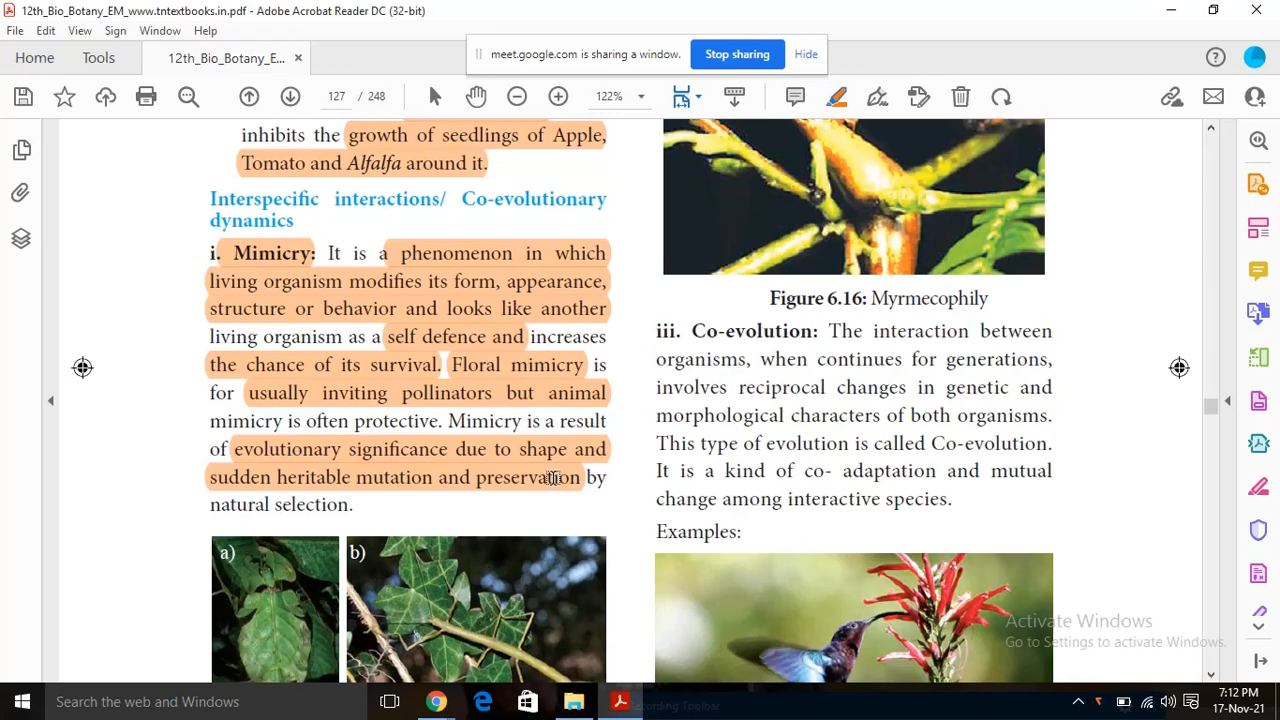 12th_Bio_Botany_EM_www.tntextbooks.in.pdf - Adobe Acrobat Reader DC (32-bit)
File Edit View Sign Window Help
Home Tools 12th_Bio_Botany_E...
meet.google.com is sharing a window. Stop sharing Hide
127 / 248 122%
inhibits the growth of seedlings of Apple,
Tomato and Alfalfa around it.
Interspecific interactions/ Co-evolutionary
dynamics
i. Mimicry: It is a phenomenon in which
living organism modifies its form, appearance,
structure or behavior and looks like another
living organism as a self defence and increases
the chance of its survival. Floral mimicry is
for usually inviting pollinators but animal
mimicry is often protective. Mimicry is a result
of evolutionary significance due to shape and
sudden heritable mutation and preservation by
natural selection.
a) b)
Figure 6.16: Myrmecophily
iii. Co-evolution: The interaction between
organisms, when continues for generations,
involves reciprocal changes in genetic and
morphological characters of both organisms.
This type of evolution is called Co-evolution.
It is a kind of co- adaptation and mutual
change among interactive species.
Examples:
Activate Windows
Go to Settings to activate Windows.
Search the web and Windows
Recording Toolbar
7:12 PM
17-Nov-21